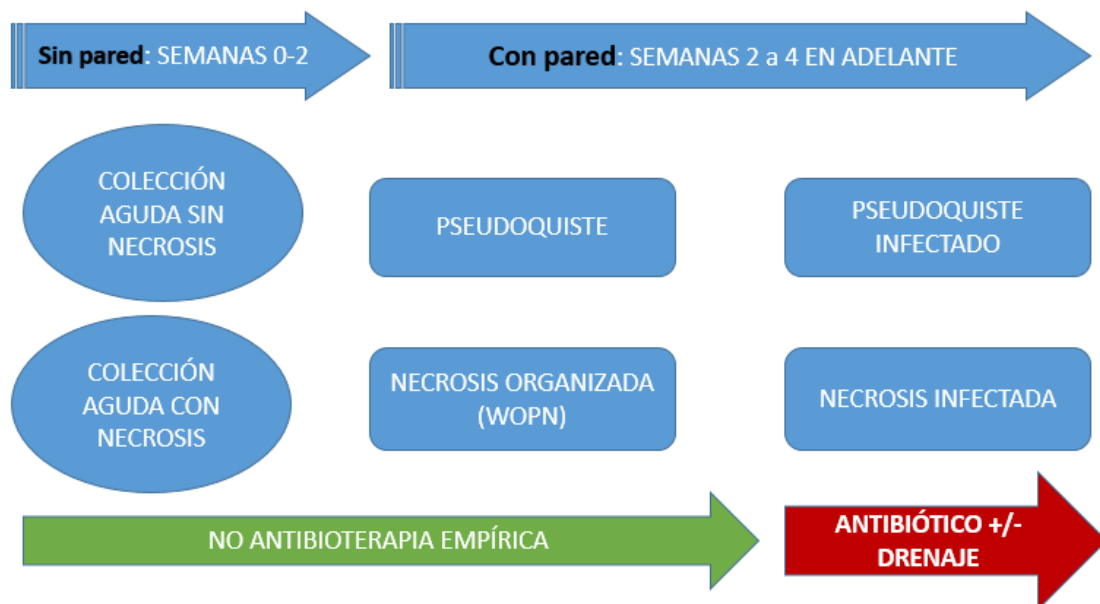 Sin pared: SEMANAS 0-2
Con pared: SEMANAS 2 a 4 EN ADELANTE
COLECCIÓN
AGUDA SIN
NECROSIS
PSEUDOQUISTE
PSEUDOQUISTE
INFECTADO
COLECCIÓN
AGUDA CON
NECROSIS
NECROSIS ORGANIZADA
(WOPN)
NECROSIS INFECTADA
NO ANTIBIOTERAPIA EMPÍRICA
ANTIBIÓTICO +/-
DRENAJE